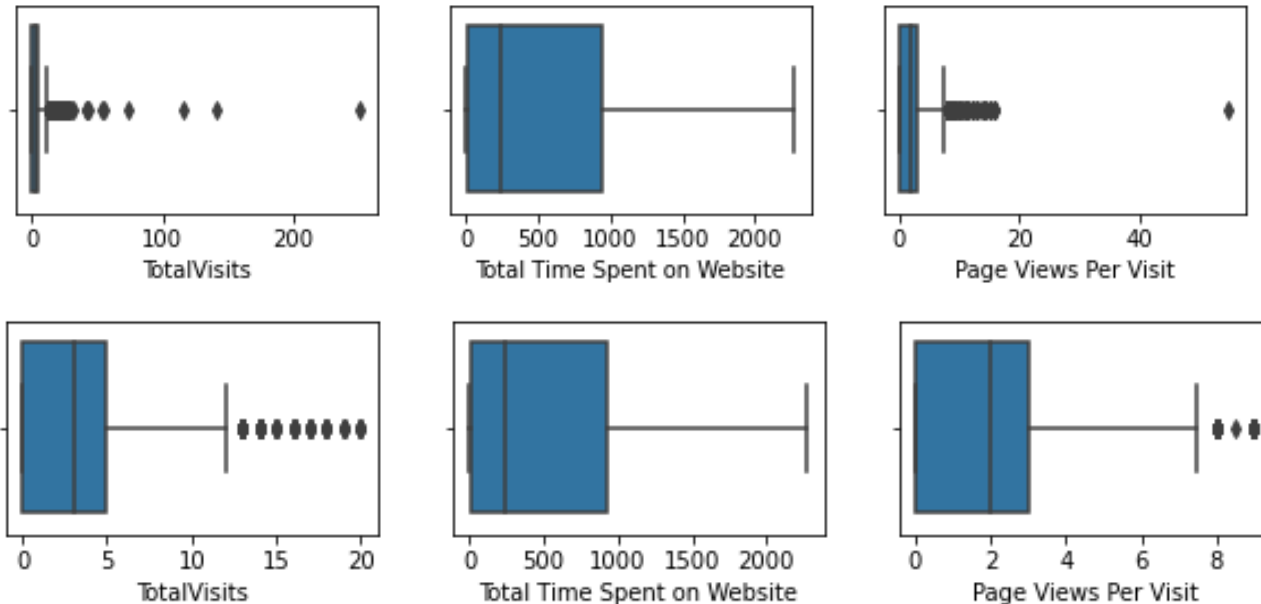 0 100 200
TotalVisits
0 500 1000 1500 2000
Total Time Spent on Website
0 20 40
Page Views Per Visit
0 5 10 15 20
TotalVisits
0 500 1000 1500 2000
Total Time Spent on Website
0 2 4 6 8
Page Views Per Visit